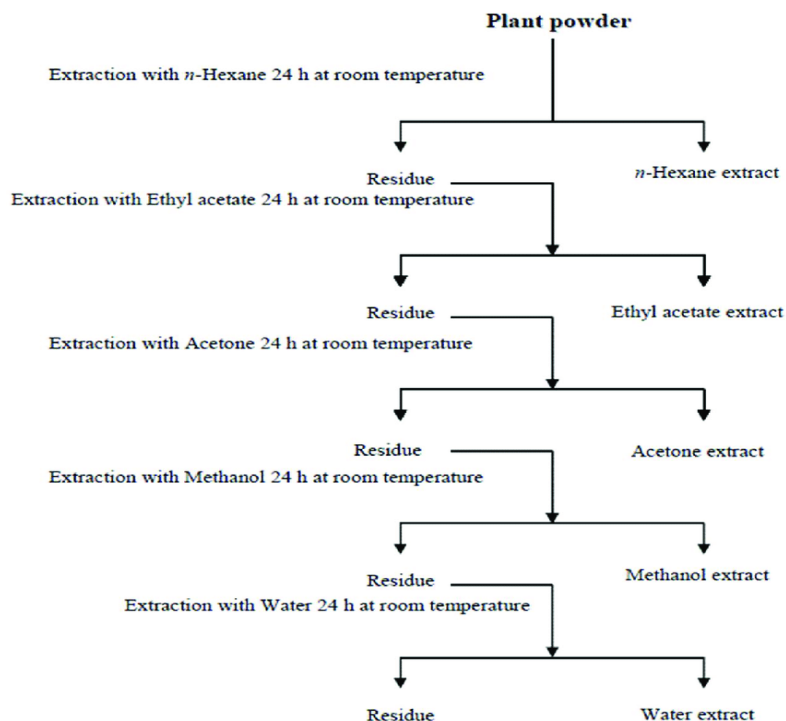 Plant powder
Extraction with n-Hexane 24 h at room temperature
Residue
n-Hexane extract
Extraction with Ethyl acetate 24 h at room temperature
Residue
Ethyl acetate extract
Extraction with Acetone 24 h at room temperature
Residue
Acetone extract
Extraction with Methanol 24 h at room temperature
Residue
Methanol extract
Extraction with Water 24 h at room temperature
Residue
Water extract